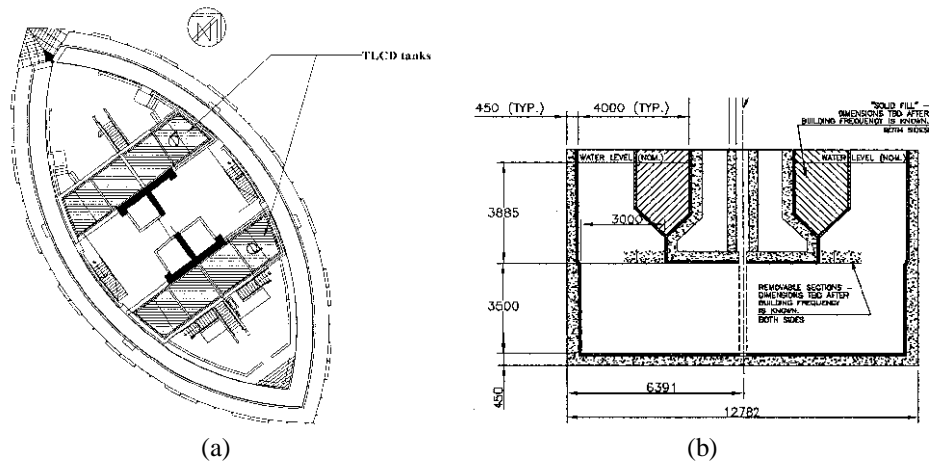 TLCD tanks
450 (TYP.)
4000 (TYP.)
"SOLID FILL" –
DIMENSIONS TBD AFTER
BUILDING FREQUENCY
IS KNOWN.
BOTH SIDES
WATER LEVEL (NOM.)
WATER LEVEL (NOM.)
3885
3000
3500
REMOVABLE SECTIONS –
DIMENSIONS TBD AFTER
BUILDING FREQUENCY
IS KNOWN.
BOTH SIDES
450
6391
12782
(a)
(b)